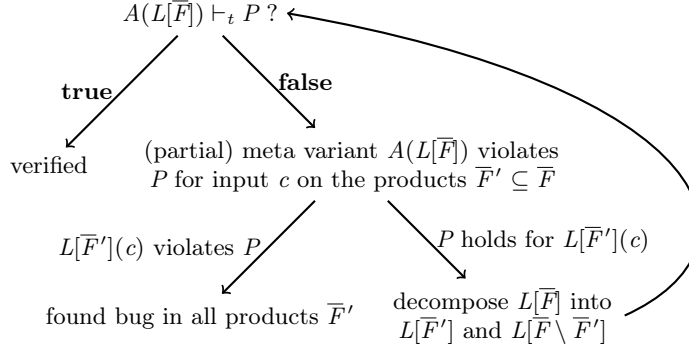 A(L[F̅]) ⊢ₜ P ?
true
false
verified
(partial) meta variant A(L[F̅]) violates
P for input c on the products F̅′ ⊆ F̅
L[F̅′](c) violates P
P holds for L[F̅′](c)
found bug in all products F̅′
decompose L[F̅] into
L[F̅′] and L[F̅ \ F̅′]